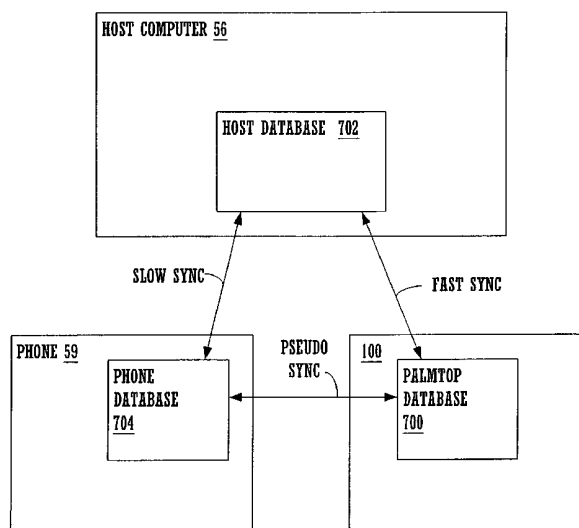 HOST COMPUTER 56
HOST DATABASE 702
SLOW SYNC
FAST SYNC
PHONE 59
PSEUDO
SYNC
100
PHONE
DATABASE
704
PALMTOP
DATABASE
700